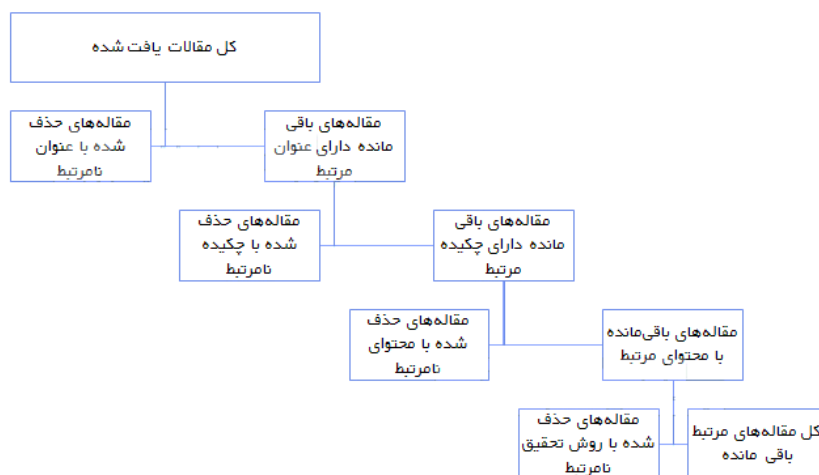 کل مقالات یافت شده
مقاله‌های باقی
مانده دارای عنوان
مرتبط
مقاله‌های حذف
شده با عنوان
نامرتبط
مقاله‌های باقی
مانده دارای چکیده
مرتبط
مقاله‌های حذف
شده با چکیده
نامرتبط
مقاله‌های باقی‌مانده
با محتوای مرتبط
مقاله‌های حذف
شده با محتوای
نامرتبط
کل مقاله‌های مرتبط
باقی مانده
مقاله‌های حذف
شده با روش تحقیق
نامرتبط